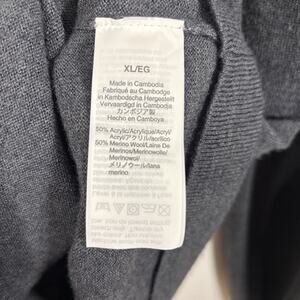 XL/EG
Made in Cambodia
Fabriqué au Cambodge
In Kambodscha Hergestellt
Vervaardigd in Cambodja
カンボジア製
Hecho en Camboya
50% Acrylic/Acrylique/Acryl/
Acryl/アクリル/acrílico
50% Merino Wool/Laine De
Merinos/Merinowolle/
Merinowol/
メリノウール/lana
merino